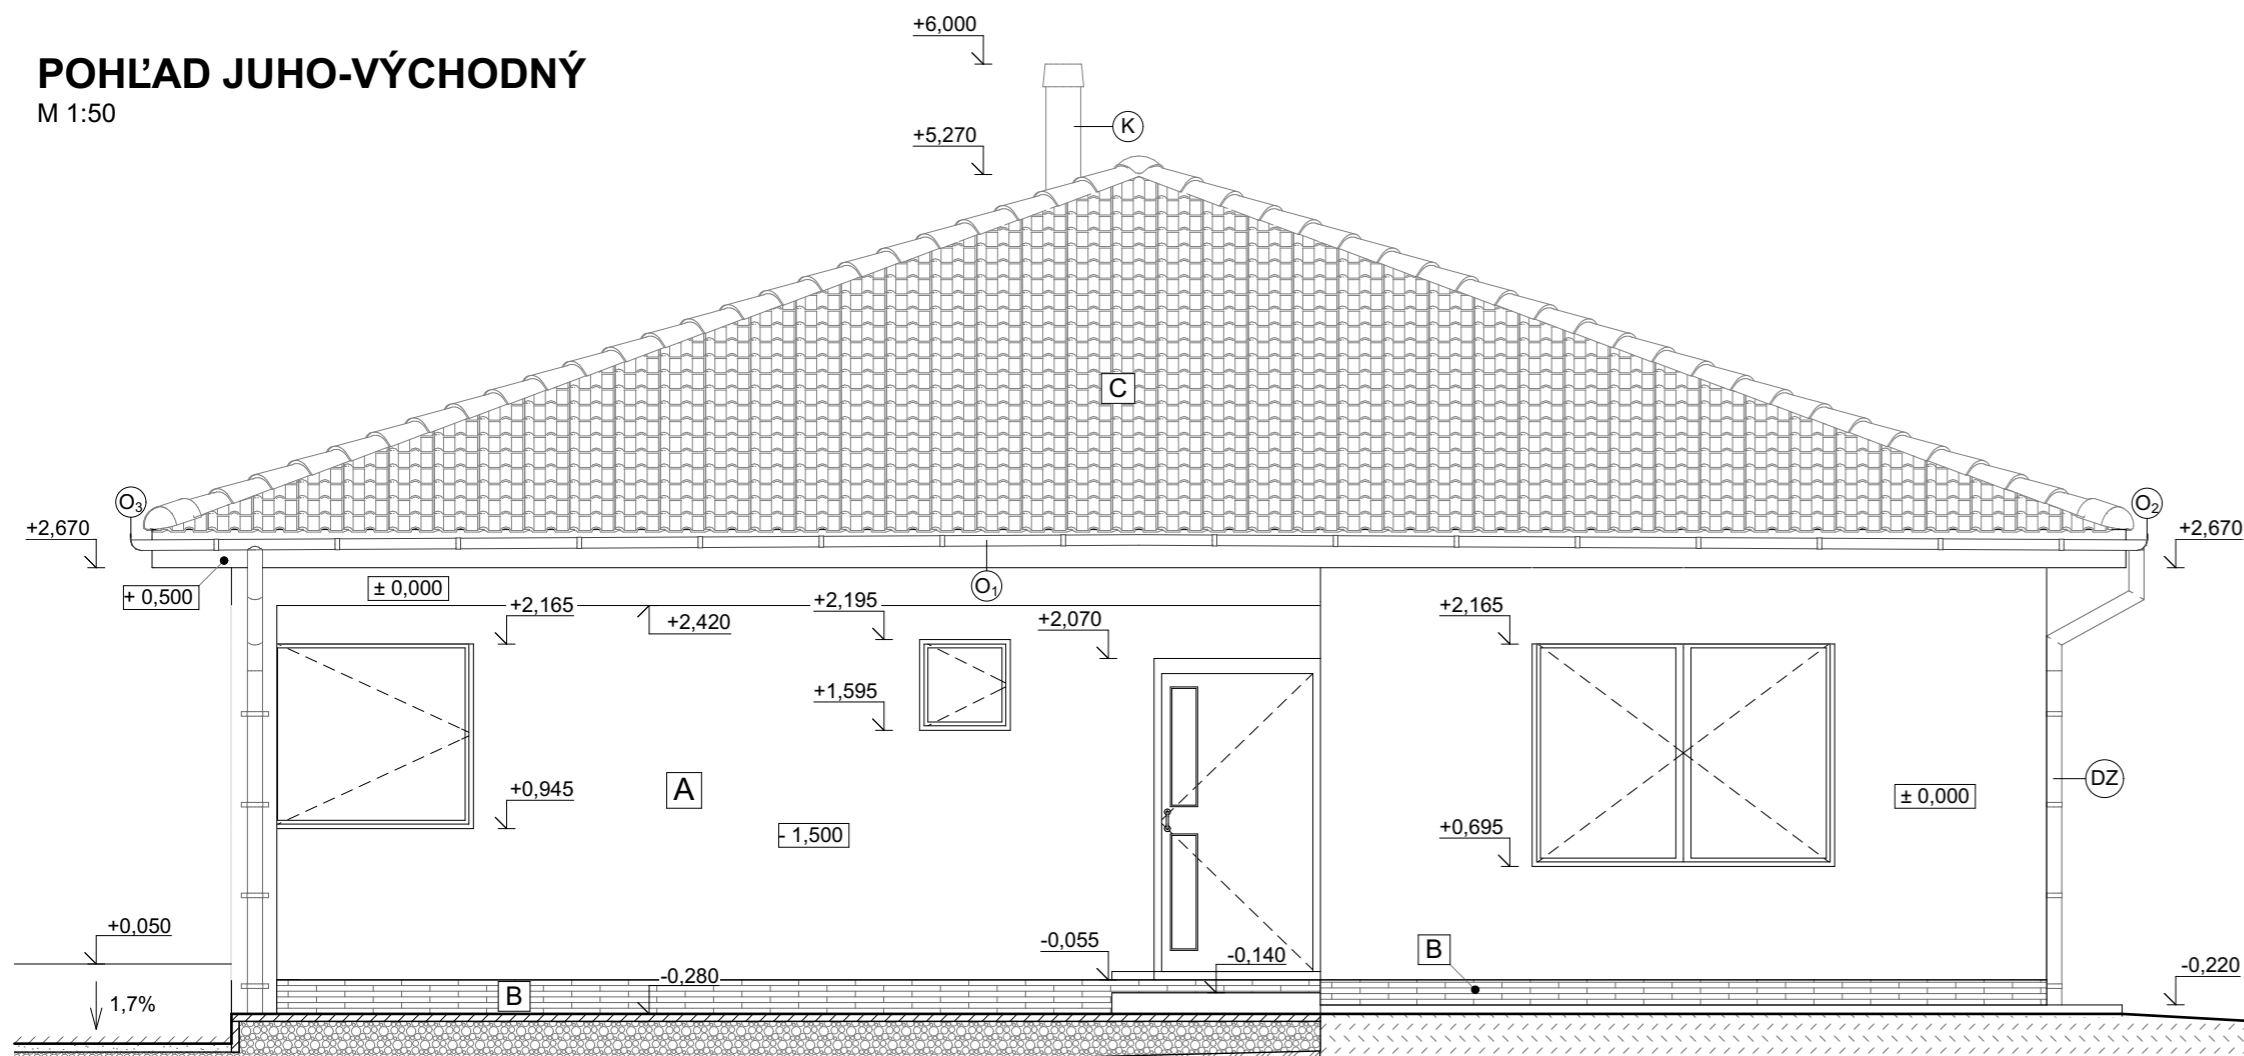 +6,000
POHĽAD JUHO-VÝCHODNÝ
M 1:50
K
+5,270
C
O3
O2
+2,670
+2,670
+ 0,500
± 0,000
O1
+2,165
+2,195
+2,165
+2,420
+2,070
+1,595
A
+0,945
DZ
± 0,000
- 1,500
+0,695
+0,050
-0,055
-0,140
B
-0,220
-0,280
B
1,7%